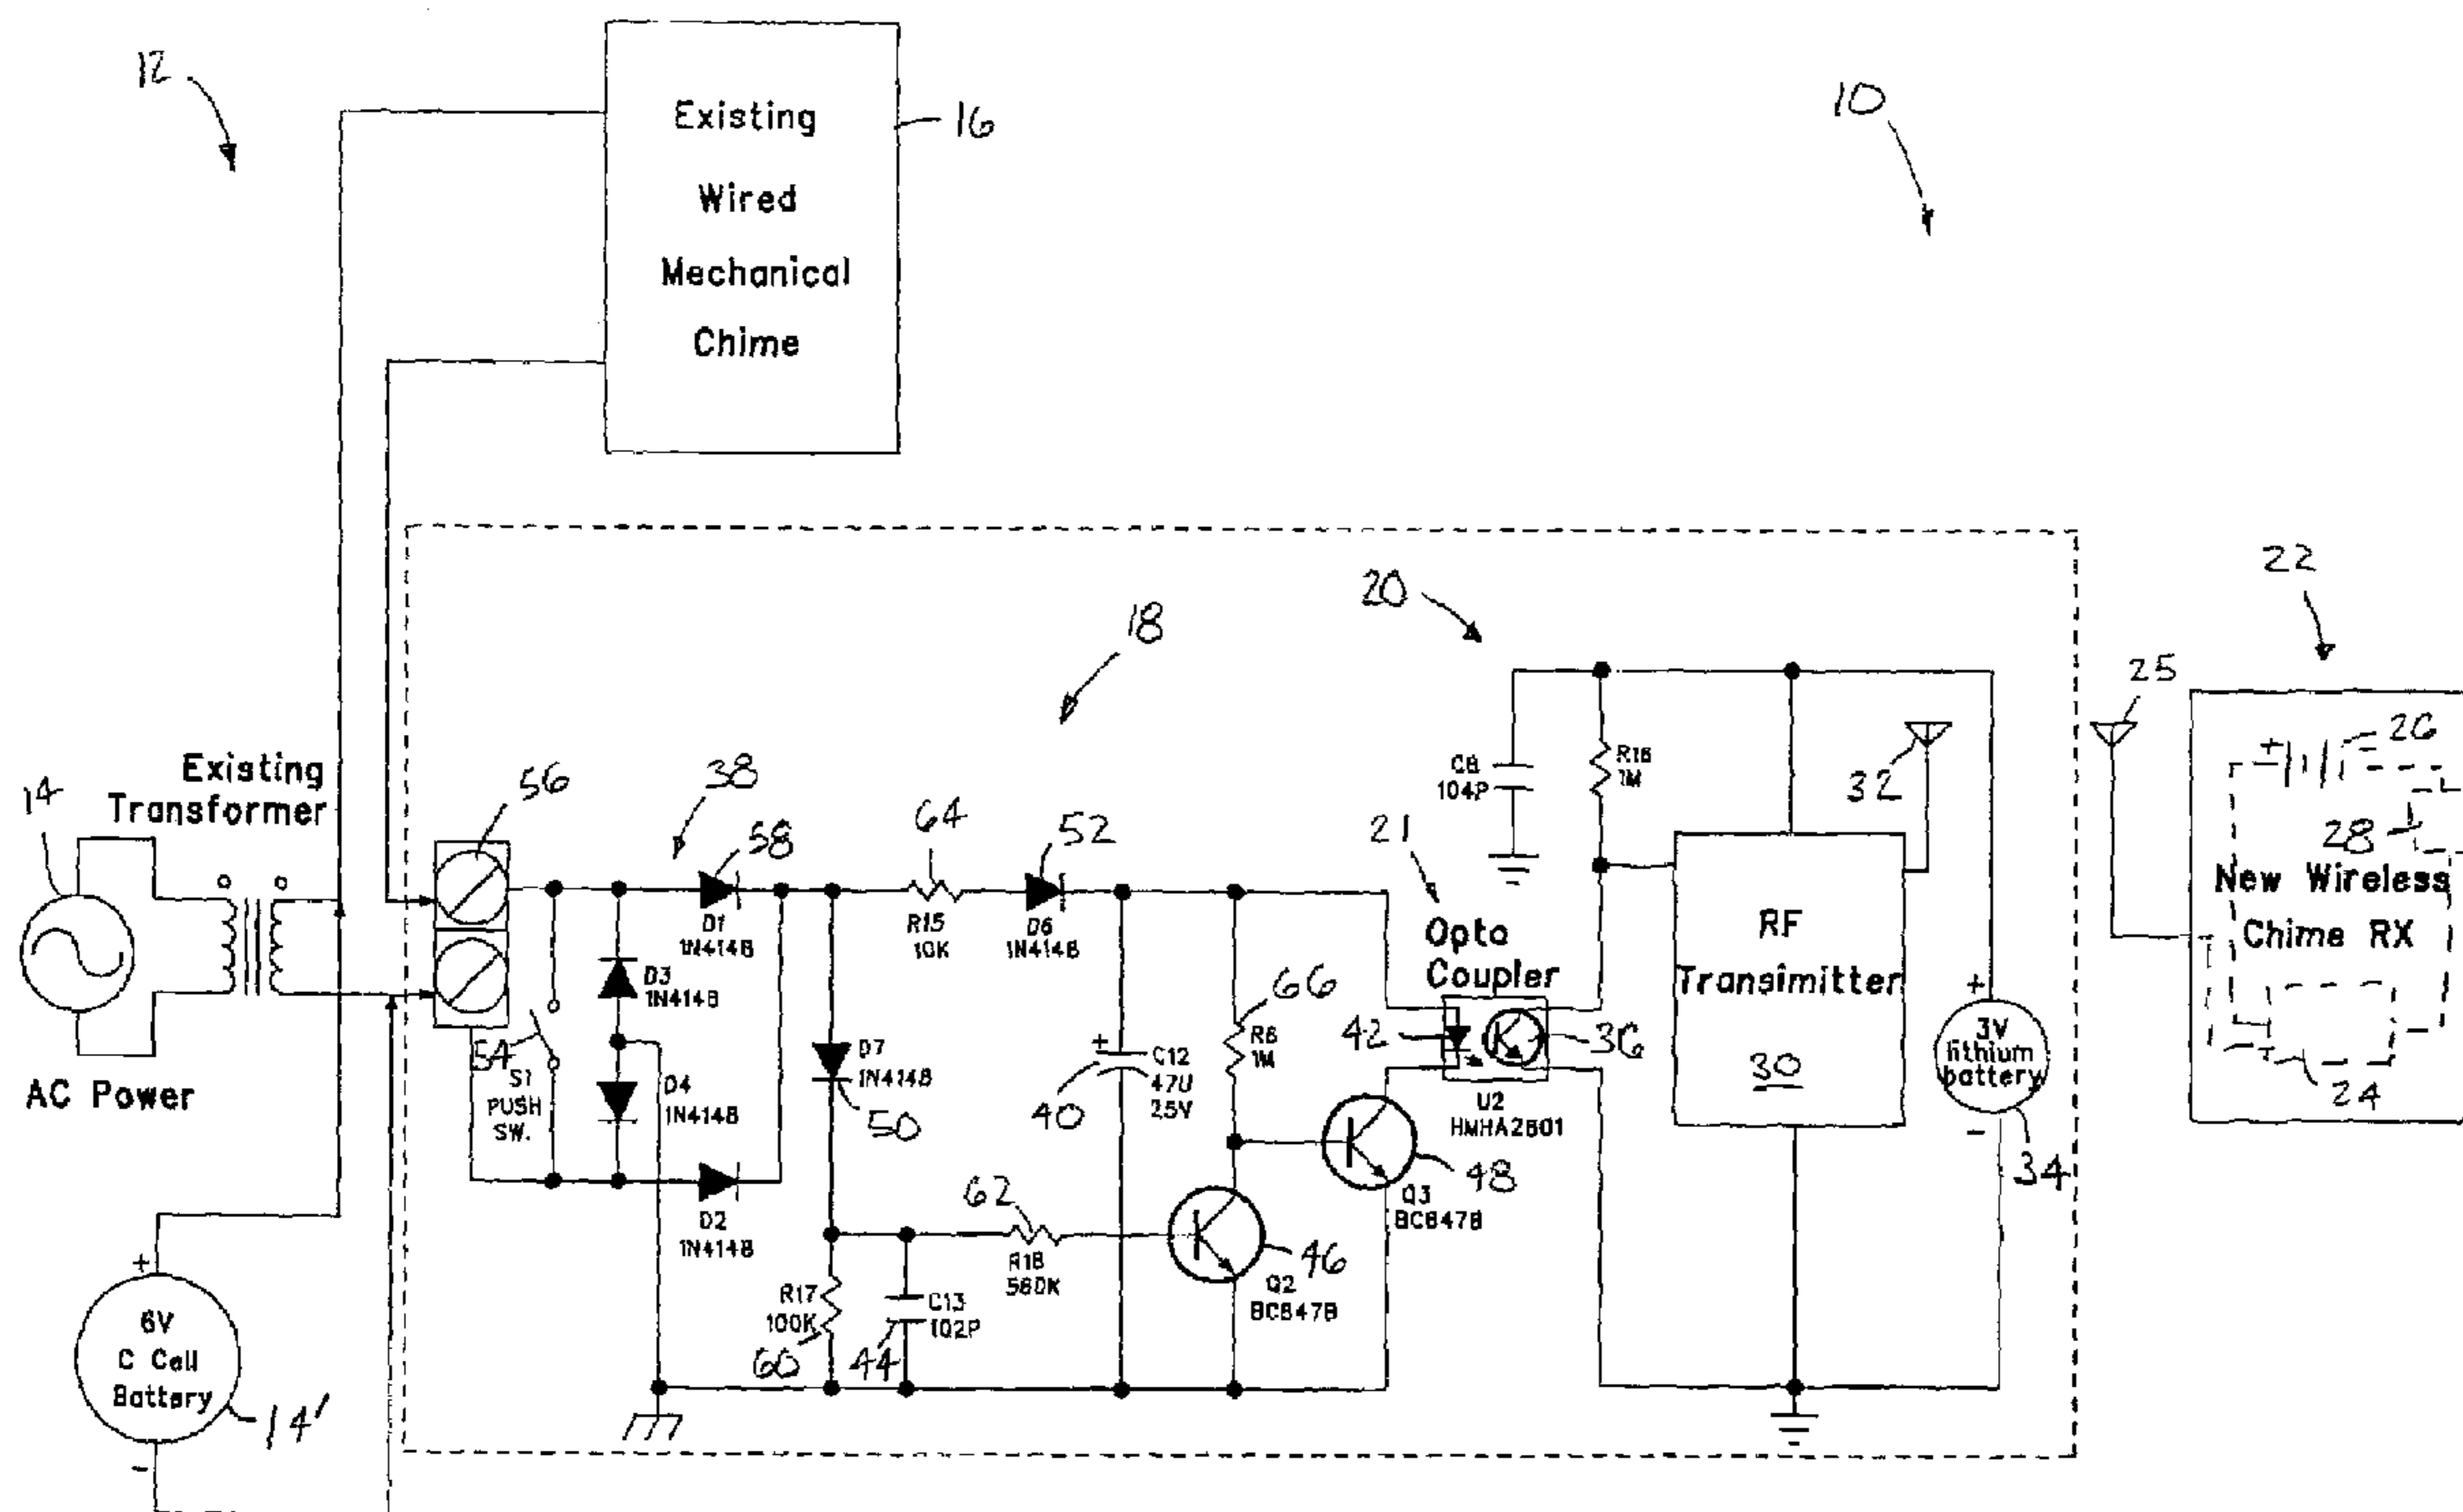 12
10
Existing
Wired
Mechanical
Chime
16
22
20
18
25
Existing
Transformer
14
56
38
58
64
52
21
C6
104P
R16
1M
32
+
26
28
New Wireless
Chime RX
24
D1
1N4148
R15
10K
D6
1N4148
Opto
Coupler
RF
Transimitter
30
+
3V
lithium
battery
-
34
D3
1N4148
66
R6
1M
42
36
U2
HMHA2801
54
S1
PUSH
SW.
D4
1N4148
D7
1N4148
50
+
C12
47U
25V
40
AC Power
D2
1N4148
62
R18
560K
48
Q3
BC847B
46
Q2
BC847B
R17
100K
60
C13
102P
44
+
6V
C Cell
Battery
-
14'